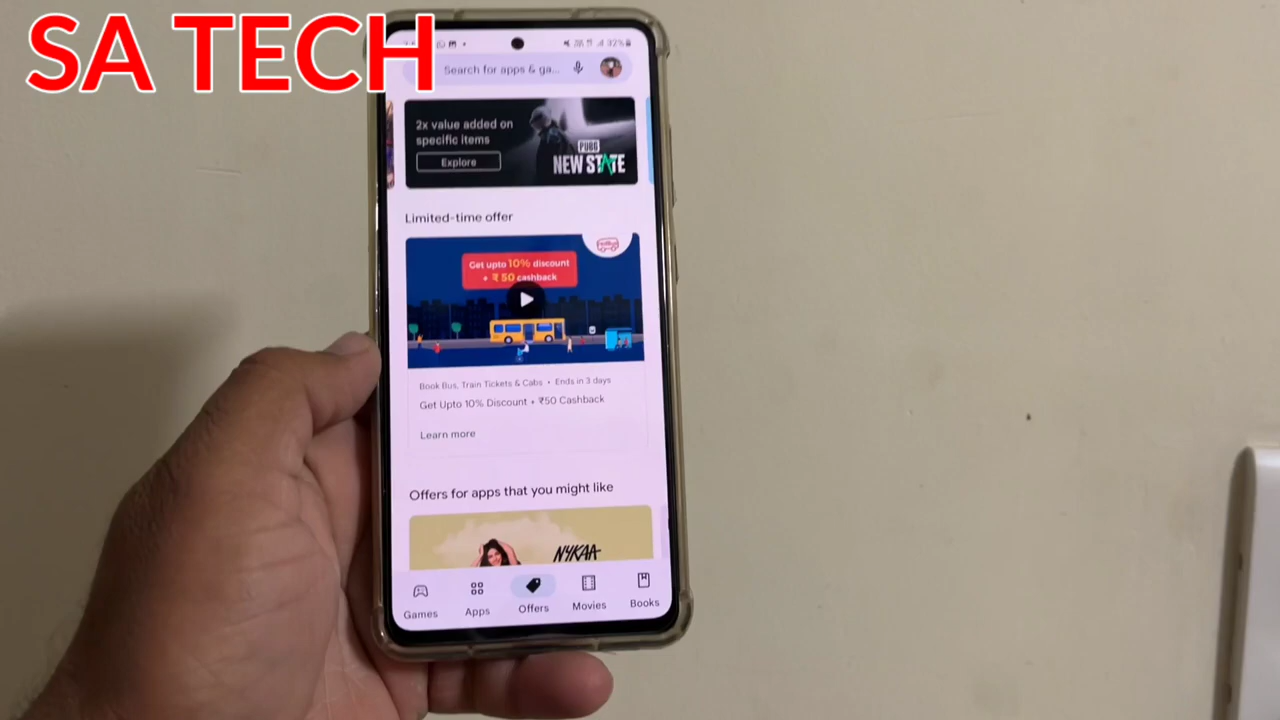 SA TECH
92%
Search for apps & ga...
2x value added on
specific items
Explore
PUBG
NEW STATE
Limited-time offer
redBus
Get upto 10% discount
+ ₹ 50 cashback
Book Bus, Train Tickets & Cabs • Ends in 3 days
Get Upto 10% Discount + ₹50 Cashback
Learn more
Offers for apps that you might like
NYKAA
Games
Apps
Offers
Movies
Books